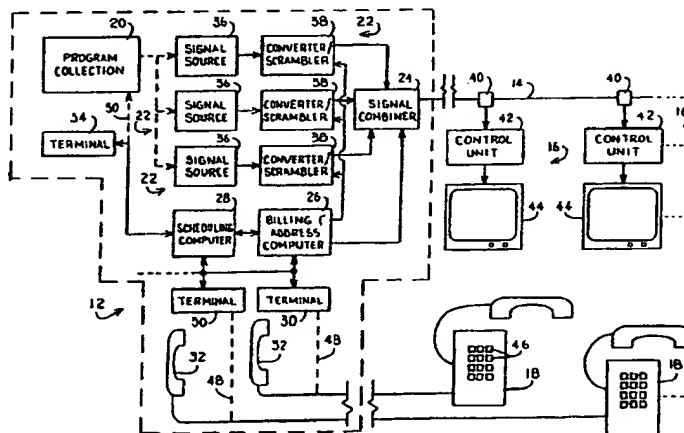 20
36
38
22
PROGRAM COLLECTION
SIGNAL SOURCE
CONVERTER/ SCRAMBLER
24
40
14
40
50
22
36
38
34
SIGNAL SOURCE
CONVERTER/ SCRAMBLER
SIGNAL COMBINER
42
42
16
TERMINAL
36
38
CONTROL UNIT
16
CONTROL UNIT
22
SIGNAL SOURCE
CONVERTER/ SCRAMBLER
28
26
44
44
SCHEDULING COMPUTER
BILLING / ADDRESS COMPUTER
12
TERMINAL
TERMINAL
30
30
46
32
48
32
48
18
18